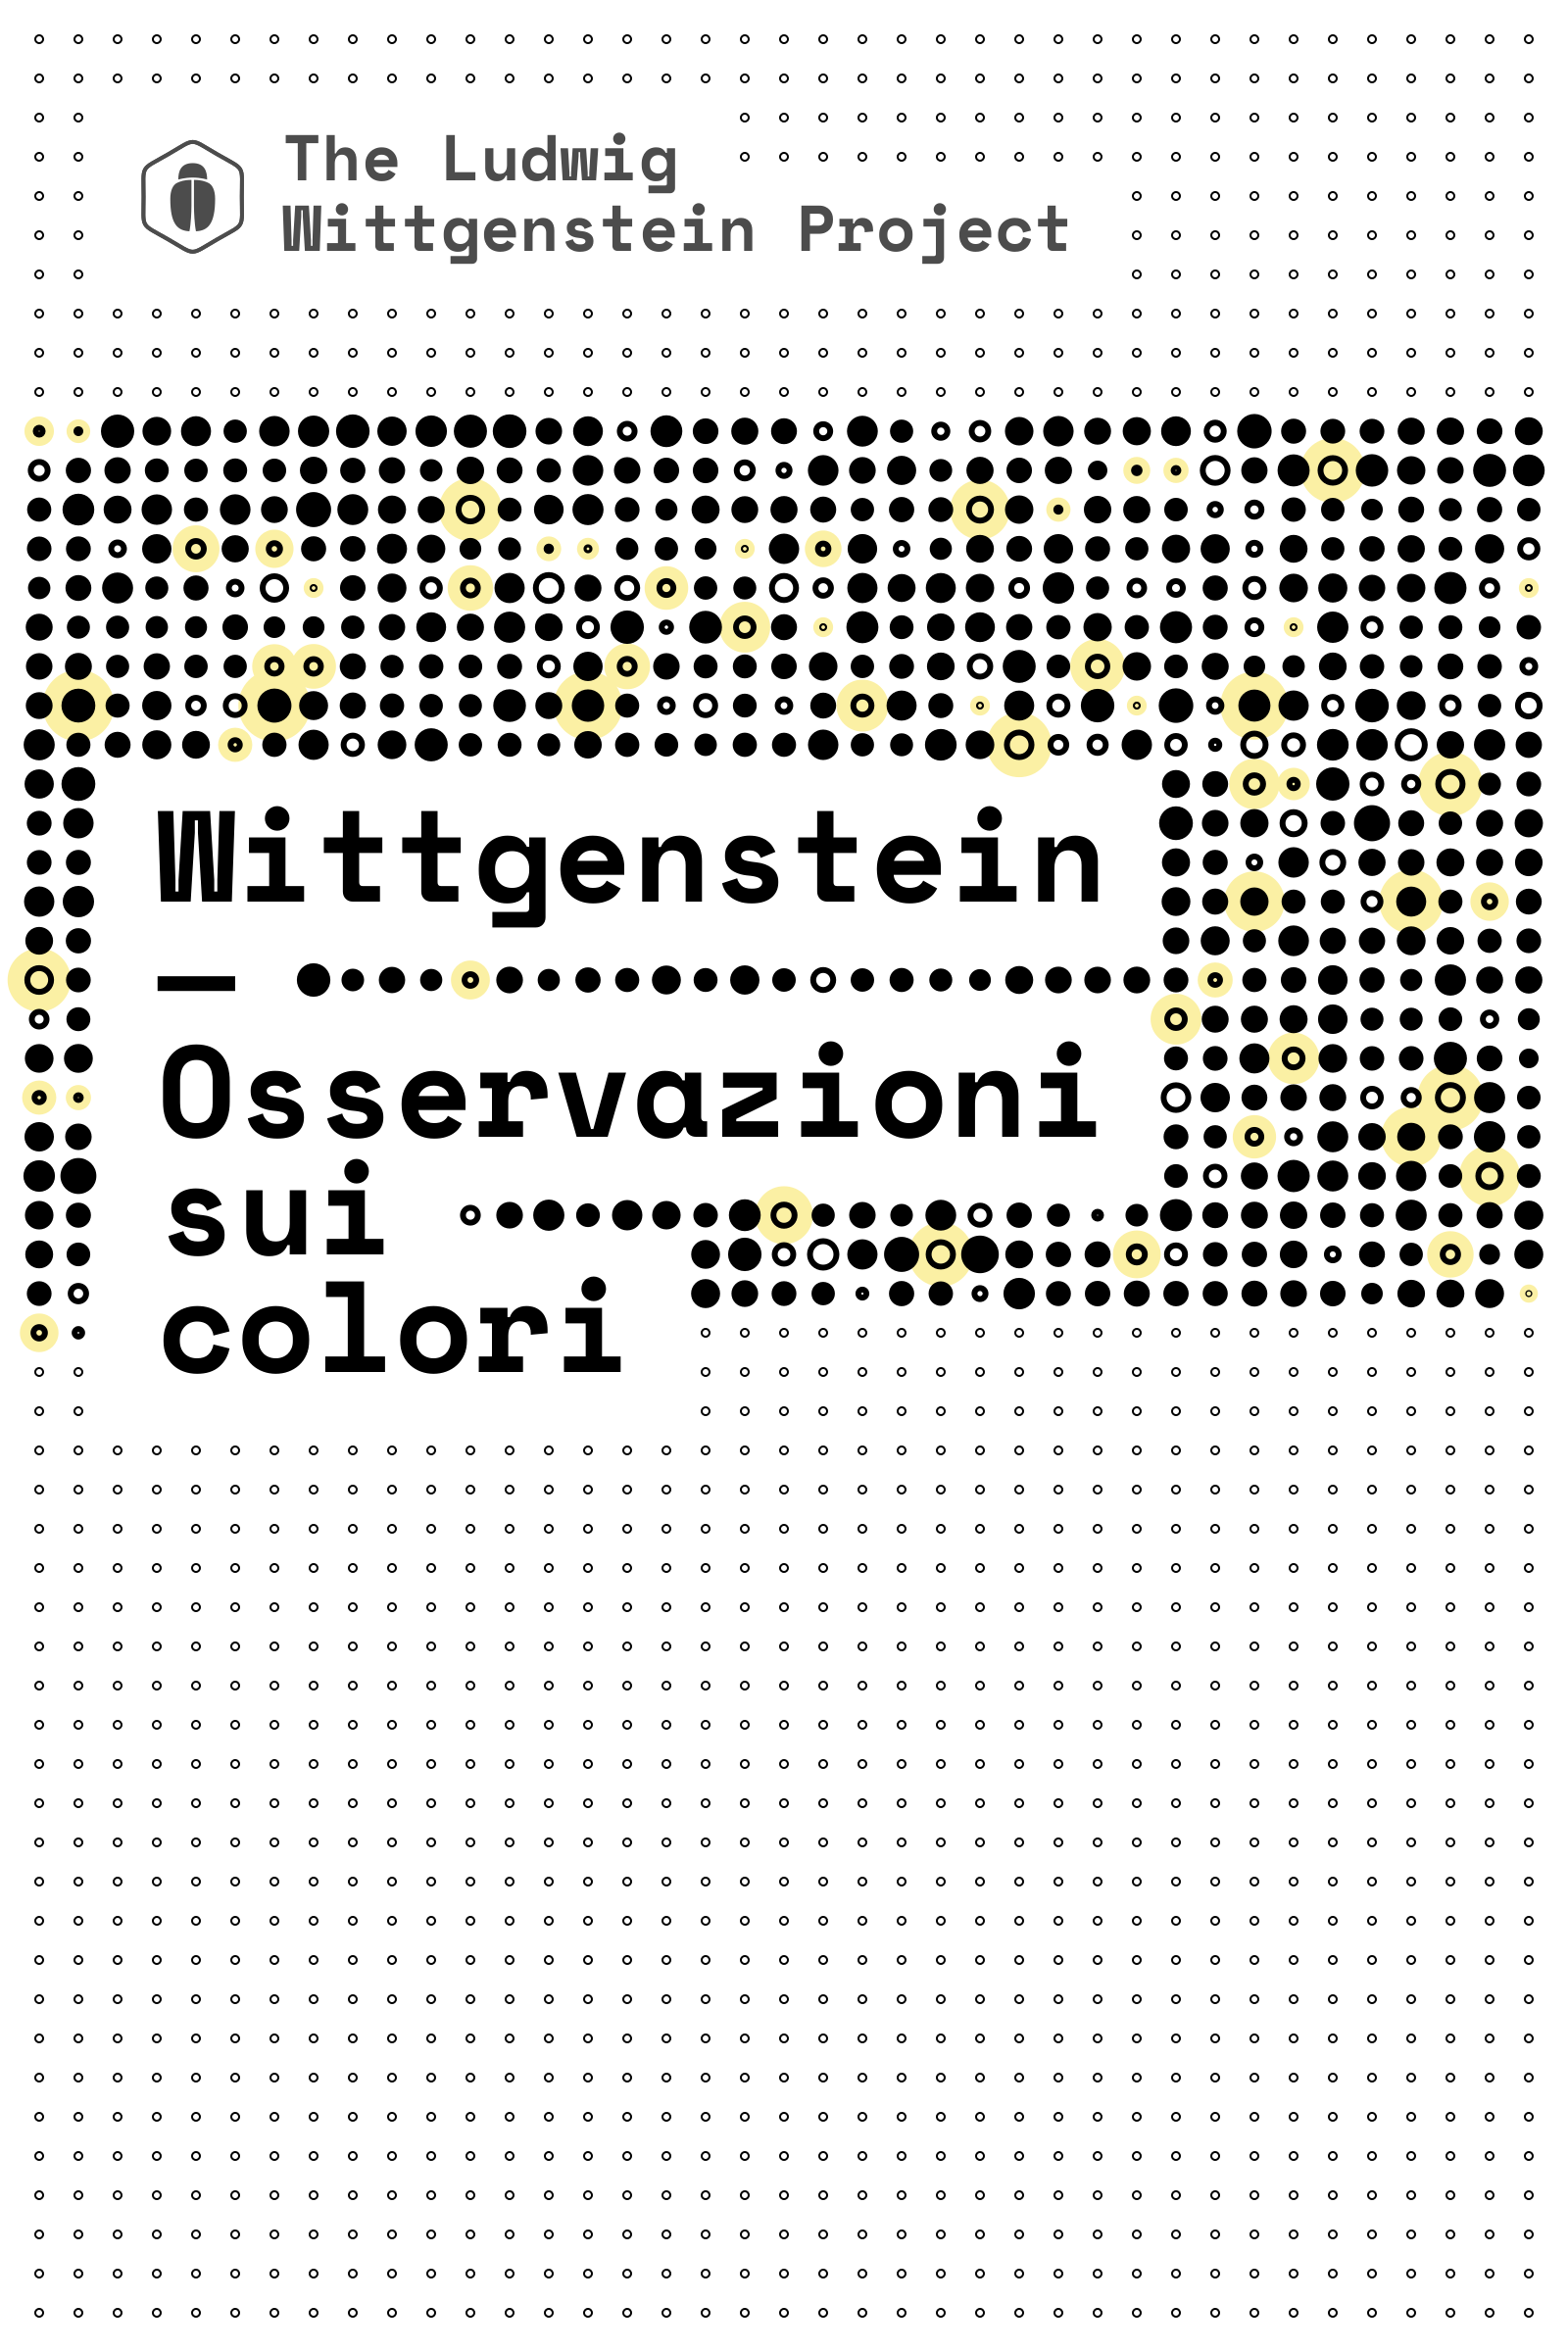 The Ludwig
Wittgenstein Project
Wittgenstein
—
Osservazioni
sui
colori